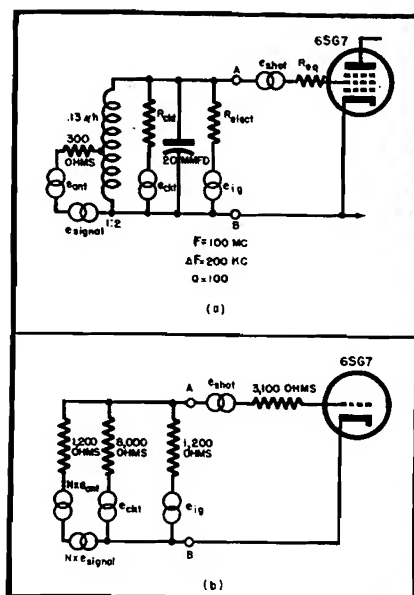 6SG7
A
e shot
R eq
.13 µh
300
OHMS
R ckt
20 MMFD
R elect
e ant
e ckt
e ig
e signal
1:2
B
F=100 MC
ΔF=200 KC
Q=100
(a)
6SG7
A
e shot
3,100 OHMS
1,200
OHMS
8,000
OHMS
1,200
OHMS
N x e ant
e ckt
e ig
N x e signal
B
(b)